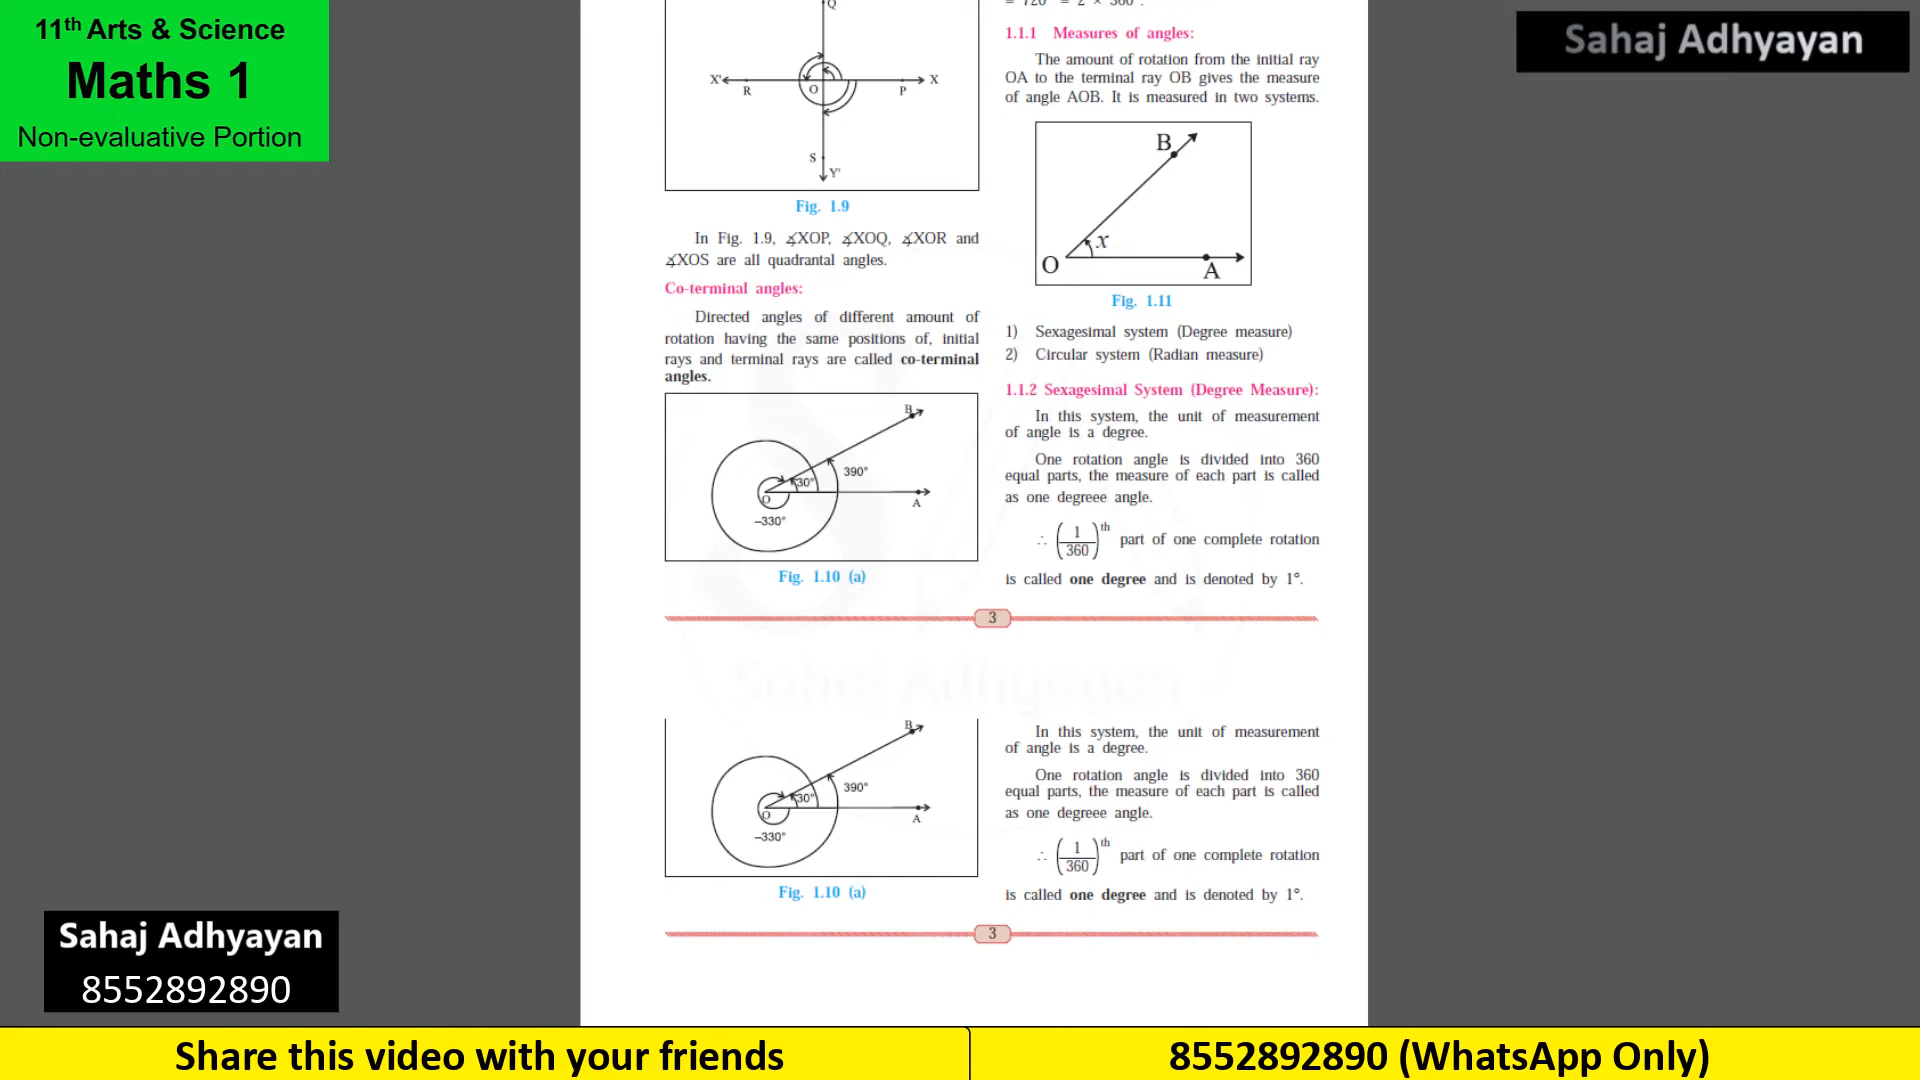 11th Arts & Science
Maths 1
Non-evaluative Portion
Sahaj Adhyayan
Q
X'
R
O
P
X
S
Y'
Fig. 1.9
In Fig. 1.9, ∡XOP, ∡XOQ, ∡XOR and
∡XOS are all quadrantal angles.
Co-terminal angles:
Directed angles of different amount of
rotation having the same positions of, initial
rays and terminal rays are called co-terminal
angles.
B
390°
30°
O
A
–330°
Fig. 1.10 (a)
= 720° = 2 × 360°.
1.1.1 Measures of angles:
The amount of rotation from the initial ray
OA to the terminal ray OB gives the measure
of angle AOB. It is measured in two systems.
B
x
O
A
Fig. 1.11
1) Sexagesimal system (Degree measure)
2) Circular system (Radian measure)
1.1.2 Sexagesimal System (Degree Measure):
In this system, the unit of measurement
of angle is a degree.
One rotation angle is divided into 360
equal parts, the measure of each part is called
as one degreee angle.
∴ (1/360)th part of one complete rotation
is called one degree and is denoted by 1°.
3
Sahaj Adhyayan
B
390°
30°
O
A
–330°
Fig. 1.10 (a)
In this system, the unit of measurement
of angle is a degree.
One rotation angle is divided into 360
equal parts, the measure of each part is called
as one degreee angle.
∴ (1/360)th part of one complete rotation
is called one degree and is denoted by 1°.
3
Sahaj Adhyayan
8552892890
Share this video with your friends
8552892890 (WhatsApp Only)